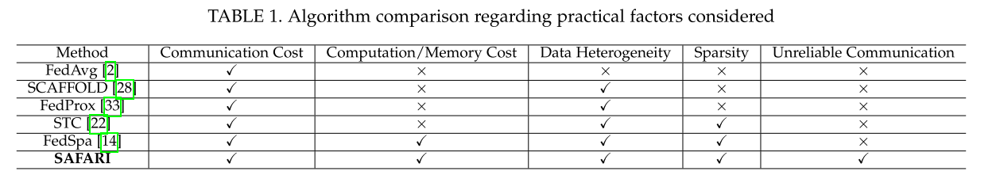 TABLE 1. Algorithm comparison regarding practical factors considered
Method Communication Cost Computation/Memory Cost Data Heterogeneity Sparsity Unreliable Communication
FedAvg [2] ✓ × × × ×
SCAFFOLD [28] ✓ × ✓ × ×
FedProx [33] ✓ × ✓ × ×
STC [22] ✓ × ✓ ✓ ×
FedSpa [14] ✓ ✓ ✓ ✓ ×
SAFARI ✓ ✓ ✓ ✓ ✓